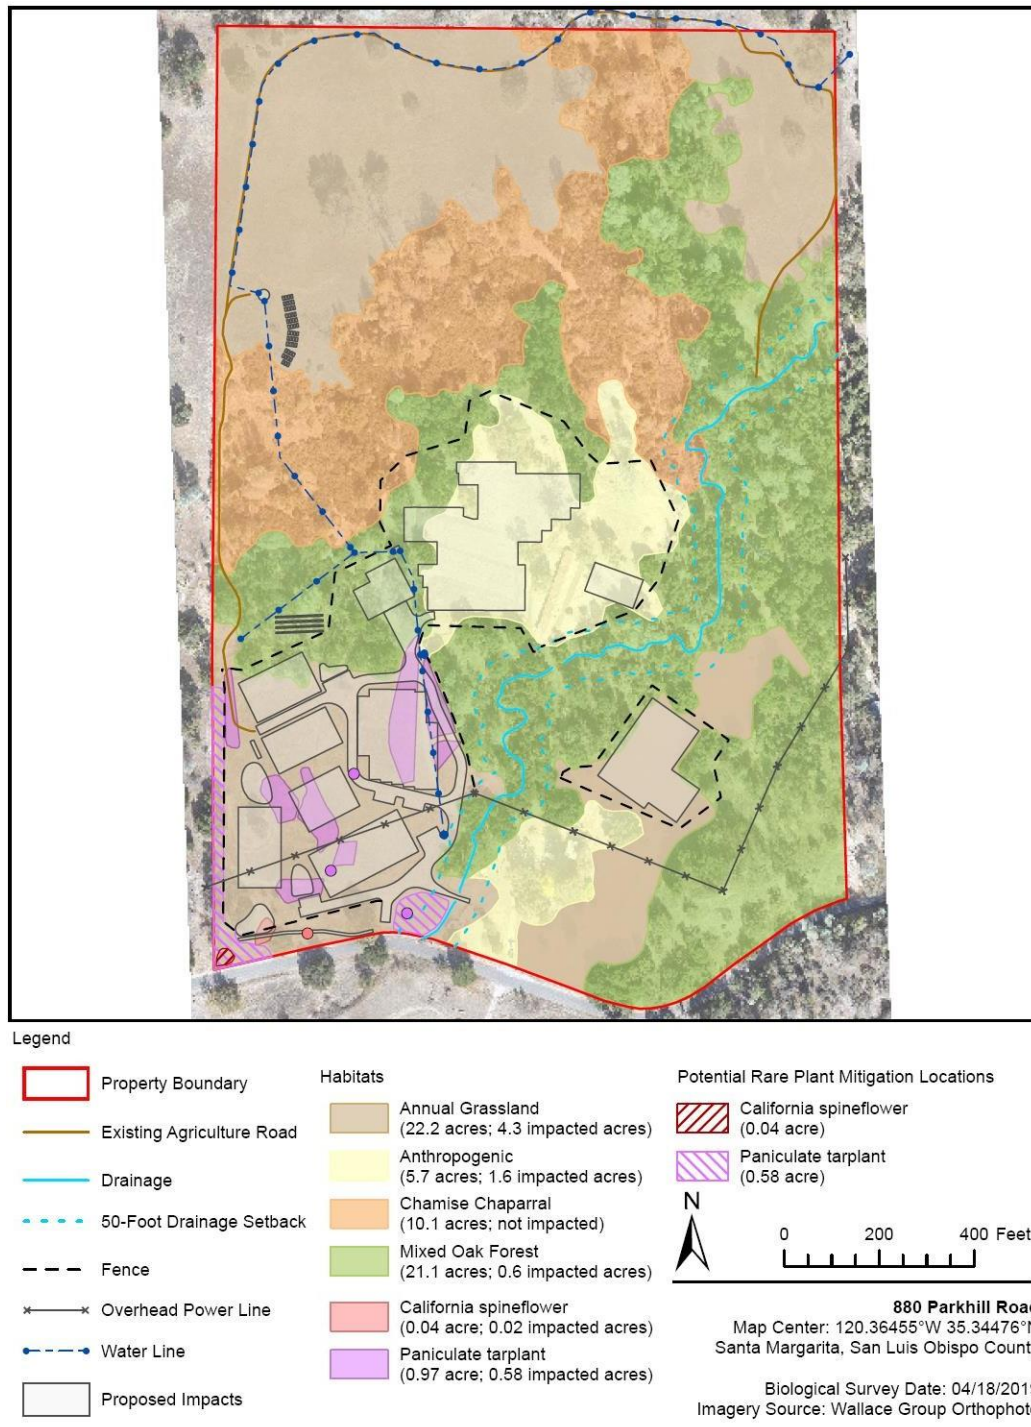 Legend
Property Boundary
Existing Agriculture Road
Drainage
50-Foot Drainage Setback
Fence
Overhead Power Line
Water Line
Proposed Impacts
Habitats
Annual Grassland
(22.2 acres; 4.3 impacted acres)
Anthropogenic
(5.7 acres; 1.6 impacted acres)
Chamise Chaparral
(10.1 acres; not impacted)
Mixed Oak Forest
(21.1 acres; 0.6 impacted acres)
California spineflower
(0.04 acre; 0.02 impacted acres)
Paniculate tarplant
(0.97 acre; 0.58 impacted acres)
Potential Rare Plant Mitigation Locations
California spineflower
(0.04 acre)
Paniculate tarplant
(0.58 acre)
N
0 200 400 Feet
880 Parkhill Road
Map Center: 120.36455°W 35.34476°N
Santa Margarita, San Luis Obispo Count
Biological Survey Date: 04/18/2019
Imagery Source: Wallace Group Orthophot